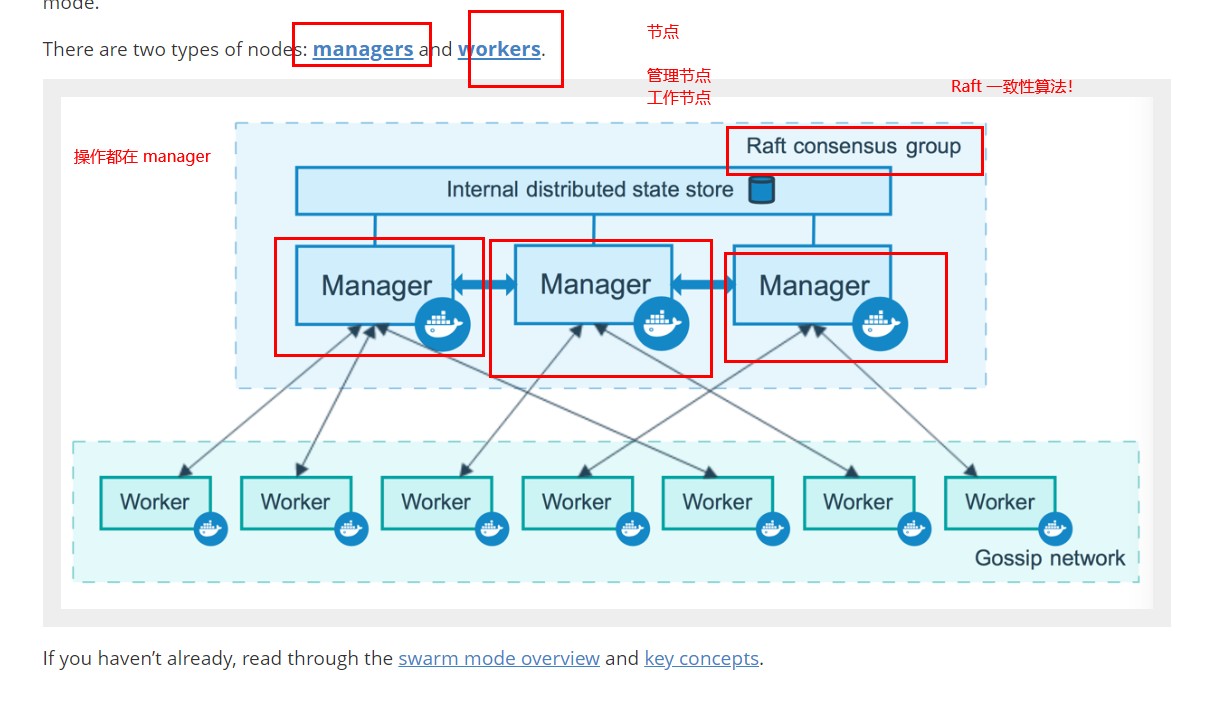 mode.
There are two types of nodes: managers and workers.
节点
管理节点
工作节点
Raft 一致性算法!
操作都在 manager
Raft consensus group
Internal distributed state store
Manager Manager Manager
Worker Worker Worker Worker Worker Worker Worker
Gossip network
If you haven’t already, read through the swarm mode overview and key concepts.